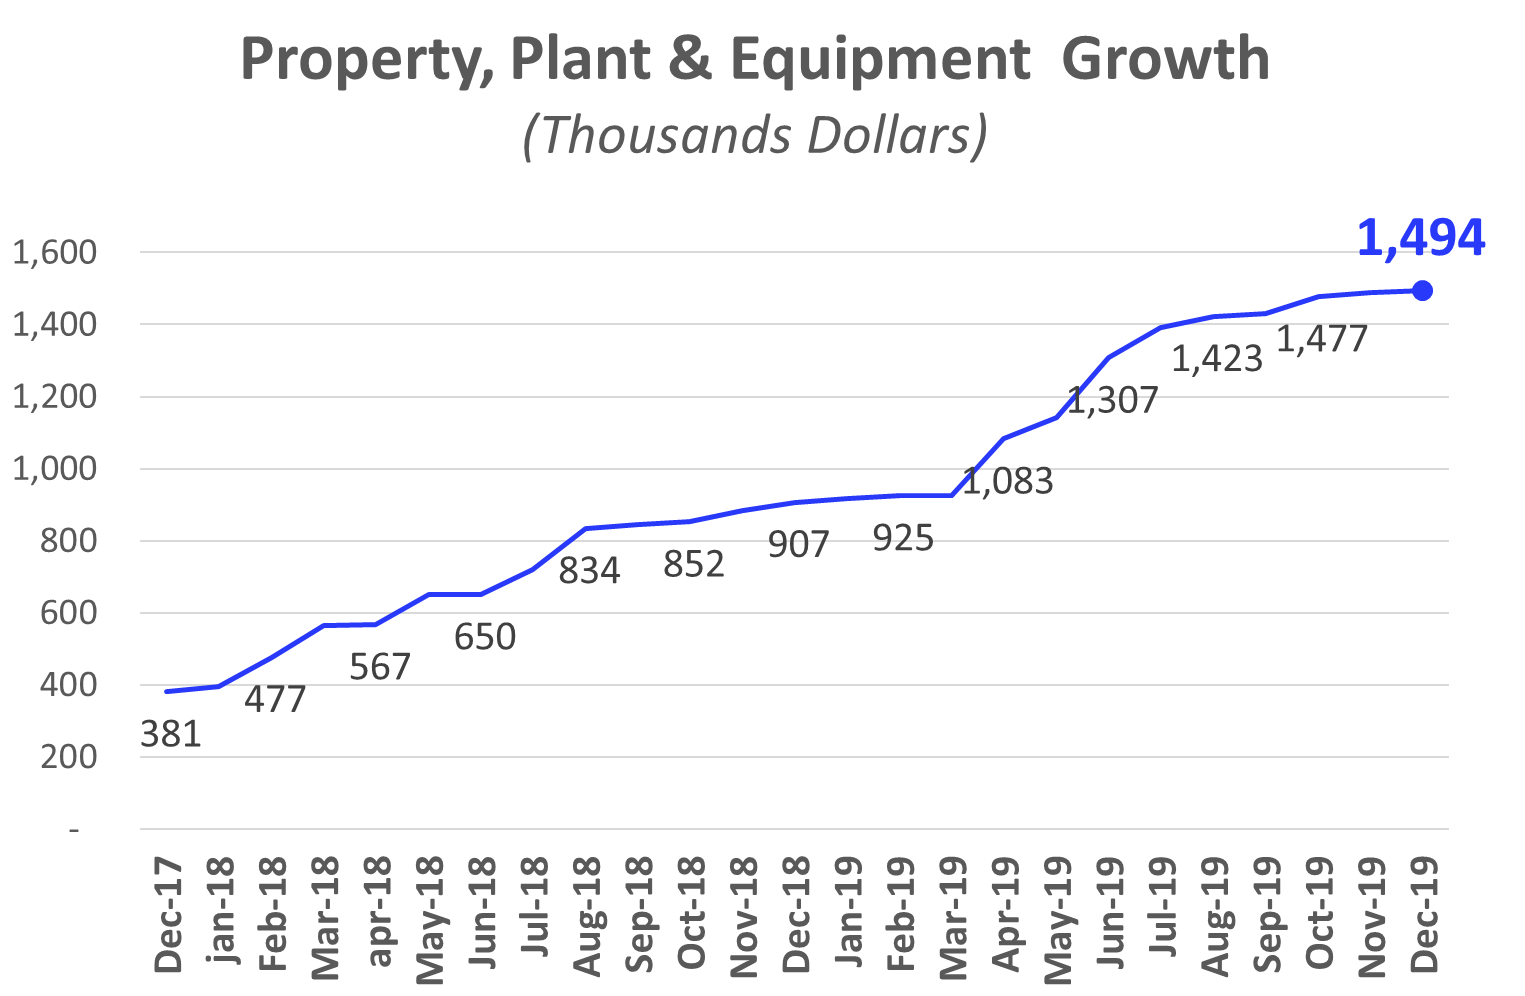 Property, Plant & Equipment  Growth
(Thousands Dollars)
1,494
1,600
1,400
1,200
1,000
800
600
400
200
-
381
477
567
650
834
852
907
925
1,083
1,307
1,423
1,477
Dec-17
jan-18
Feb-18
Mar-18
apr-18
May-18
Jun-18
Jul-18
Aug-18
Sep-18
Oct-18
Nov-18
Dec-18
Jan-19
Feb-19
Mar-19
Apr-19
May-19
Jun-19
Jul-19
Aug-19
Sep-19
Oct-19
Nov-19
Dec-19